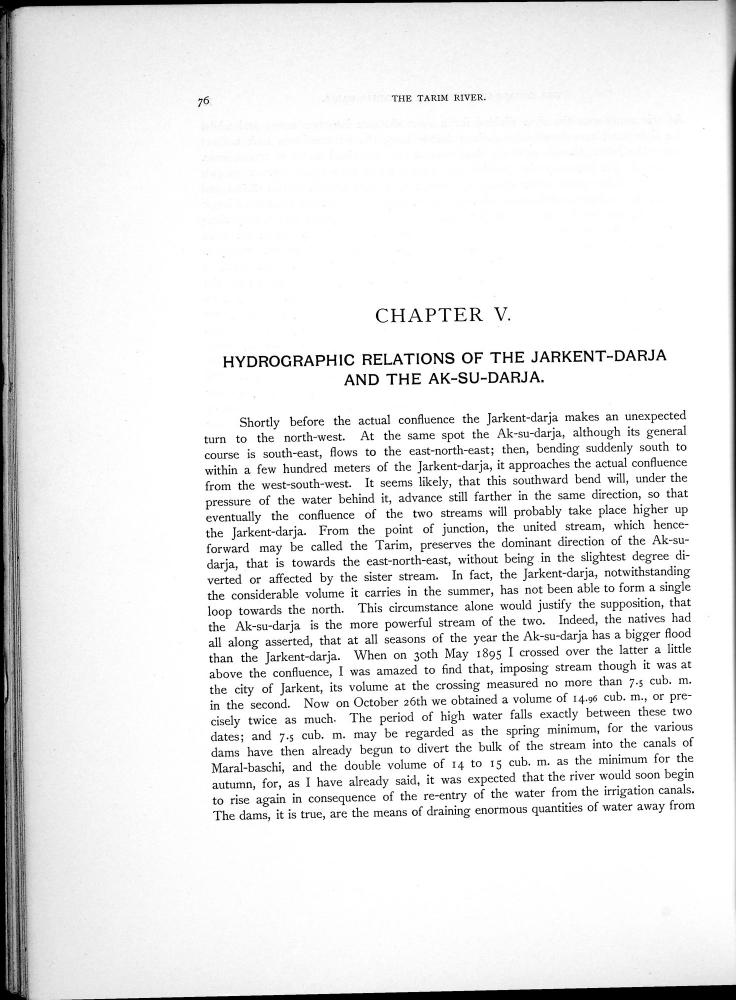 76
THE TARIM RIVER.
CHAPTER V.
HYDROGRAPHIC RELATIONS OF THE JARKENT-DARJA
AND THE AK-SU-DARJA.
Shortly before the actual confluence the Jarkent-darja makes an unexpected
turn to the north-west. At the same spot the Ak-su-darja, although its general
course is south-east, flows to the east-north-east; then, bending suddenly south to
within a few hundred meters of the Jarkent-darja, it approaches the actual confluence
from the west-south-west. It seems likely, that this southward bend will, under the
pressure of the water behind it, advance still farther in the same direction, so that
eventually the confluence of the two streams will probably take place higher up
the Jarkent-darja. From the point of junction, the united stream, which hence-
forward may be called the Tarim, preserves the dominant direction of the Ak-su-
darja, that is towards the east-north-east, without being in the slightest degree di-
verted or affected by the sister stream. In fact, the Jarkent-darja, notwithstanding
the considerable volume it carries in the summer, has not been able to form a single
loop towards the north. This circumstance alone would justify the supposition, that
the Ak-su-darja is the more powerful stream of the two. Indeed, the natives had
all along asserted, that at all seasons of the year the Ak-su-darja has a bigger flood
than the Jarkent-darja. When on 30th May 1895 I crossed over the latter a little
above the confluence, I was amazed to find that, imposing stream though it was at
the city of Jarkent, its volume at the crossing measured no more than 7.5 cub. m.
in the second. Now on October 26th we obtained a volume of 14.96 cub. m., or pre-
cisely twice as much. The period of high water falls exactly between these two
dates; and 7.5 cub. m. may be regarded as the spring minimum, for the various
dams have then already begun to divert the bulk of the stream into the canals of
Maral-baschi, and the double volume of 14 to 15 cub. m. as the minimum for the
autumn, for, as I have already said, it was expected that the river would soon begin
to rise again in consequence of the re-entry of the water from the irrigation canals.
The dams, it is true, are the means of draining enormous quantities of water away from